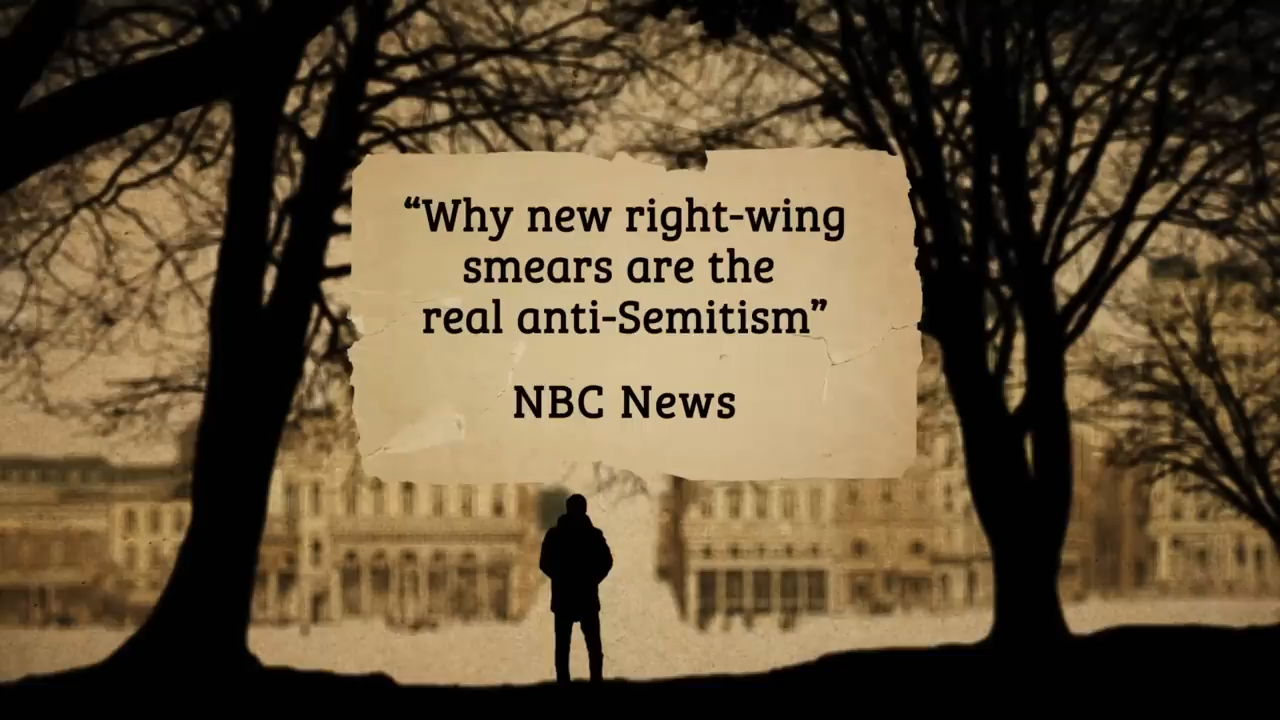 “Why new right-wing
smears are the
real anti-Semitism”
NBC News